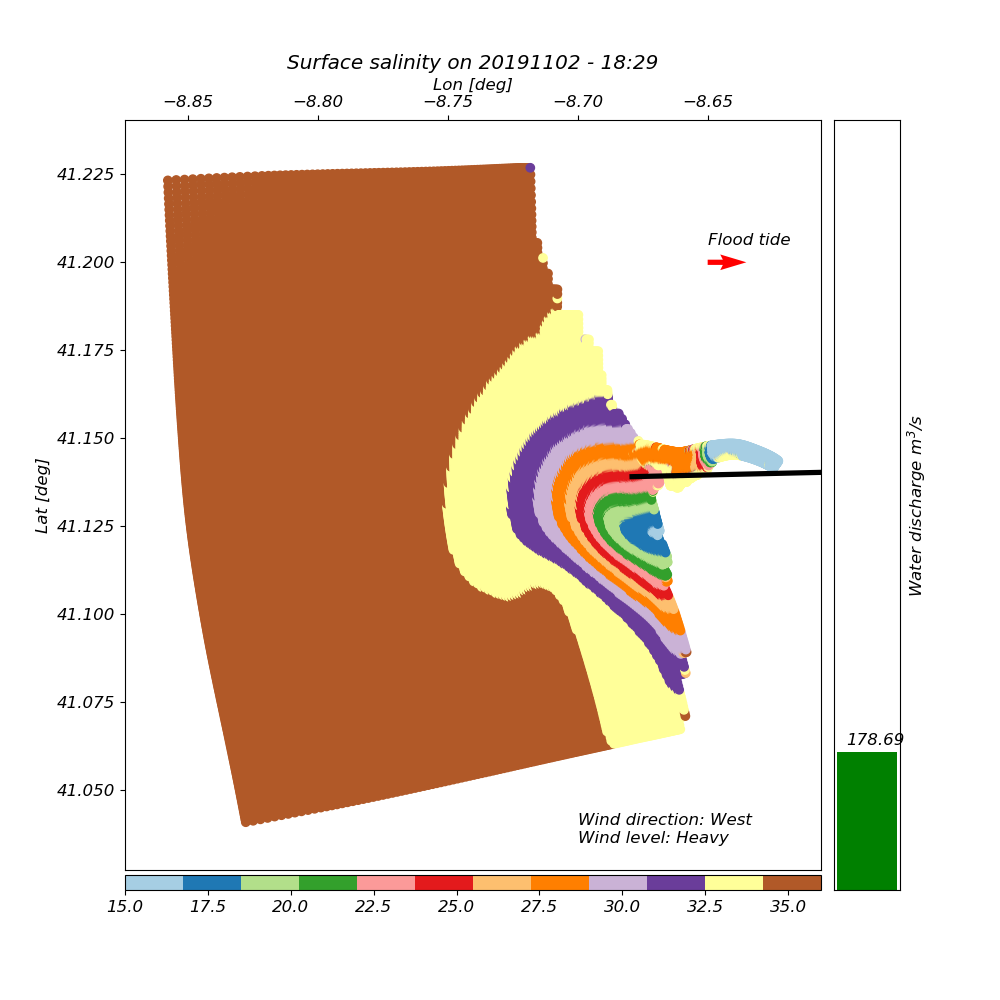 Surface salinity on 20191102 - 18:29
Lon [deg]
−8.85 −8.80 −8.75 −8.70 −8.65
41.225
41.200
41.175
41.150
41.125
41.100
41.075
41.050
Lat [deg]
Flood tide
Wind direction: West
Wind level: Heavy
178.69
Water discharge m³/s
15.0 17.5 20.0 22.5 25.0 27.5 30.0 32.5 35.0